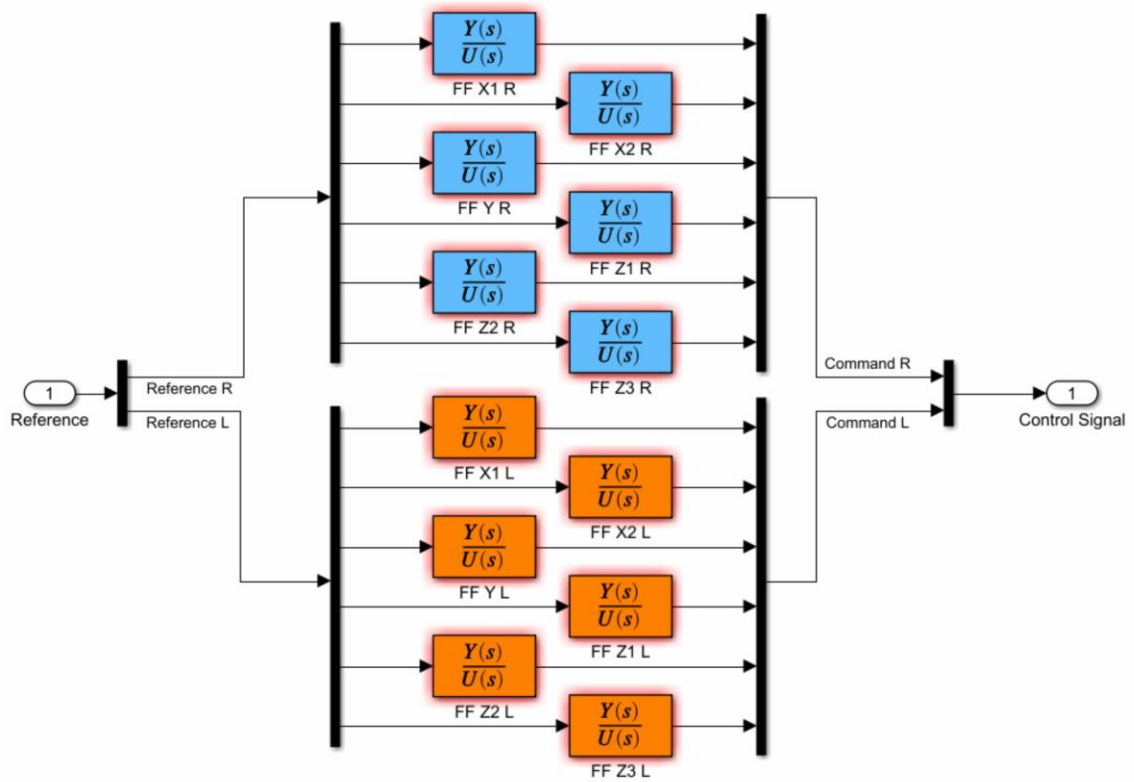 Y(s)
U(s)
FF X1 R
Y(s)
U(s)
FF X2 R
Y(s)
U(s)
FF Y R
Y(s)
U(s)
FF Z1 R
Y(s)
U(s)
FF Z2 R
Y(s)
U(s)
FF Z3 R
1
Reference
Reference R
Reference L
Y(s)
U(s)
FF X1 L
Y(s)
U(s)
FF X2 L
Y(s)
U(s)
FF Y L
Y(s)
U(s)
FF Z1 L
Y(s)
U(s)
FF Z2 L
Y(s)
U(s)
FF Z3 L
Command R
Command L
1
Control Signal